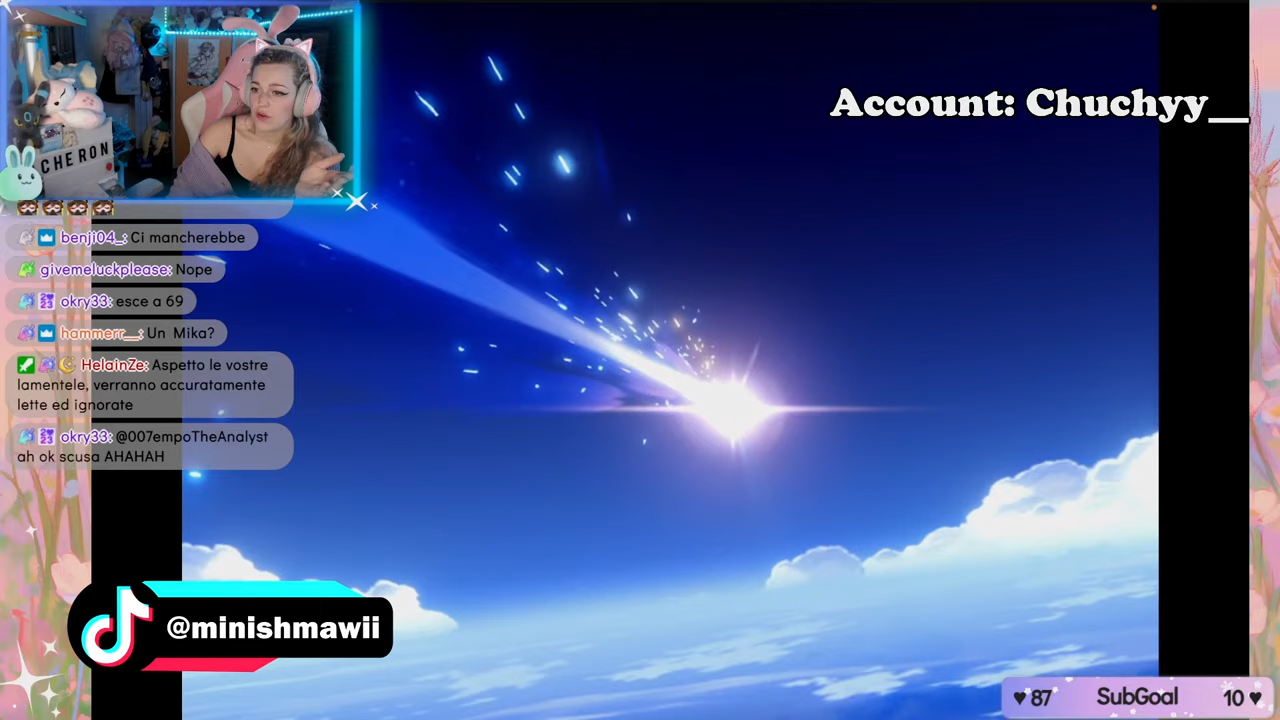 Account: Chuchyy__
CHERON
benji04_: Ci mancherebbe
givemeluckplease: Nope
okry33: esce a 69
hammerr__: Un Mika?
HelainZe: Aspetto le vostre
lamentele, verranno accuratamente
lette ed ignorate
okry33: @007empoTheAnalyst
ah ok scusa AHAHAH
@minishmawii
87 SubGoal 10